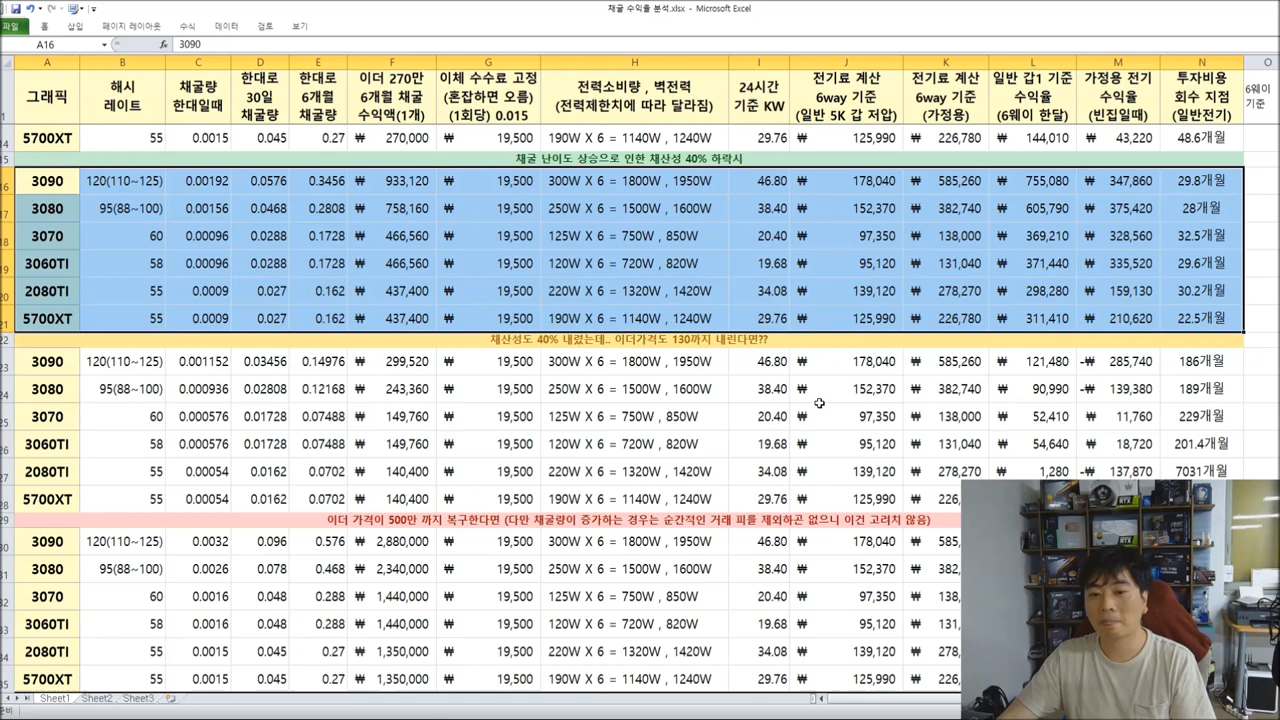 채굴 수익율 분석.xlsx - Microsoft Excel
파일 홈 삽입 페이지 레이아웃 수식 데이터 검토 보기
A16 fx 3090
A B C D E F G H I J K L M N O
그래픽 해시 레이트 채굴량 한대일때 한대로 30일 채굴량 한대로 6개월 채굴량 이더 270만 6개월 채굴 수익액(1개) 이체 수수료 고정 (혼잡하면 오름) (1회당) 0.015 전력소비량 , 벽전력 (전력제한치에 따라 달라짐) 24시간 기준 KW 전기료 계산 6way 기준 (일반 5K 갑 저압) 전기료 계산 6way 기준 (가정용) 일반 갑1 기준 수익율 (6웨이 한달) 가정용 전기 수익율 (빈집일때) 투자비용 회수 지점 (일반전기) 6웨이 기준
14 5700XT 55 0.0015 0.045 0.27 ₩ 270,000 ₩ 19,500 190W X 6 = 1140W , 1240W 29.76 ₩ 125,990 ₩ 226,780 ₩ 144,010 ₩ 43,220 48.6개월
15 채굴 난이도 상승으로 인한 채산성 40% 하락시
16 3090 120(110~125) 0.00192 0.0576 0.3456 ₩ 933,120 ₩ 19,500 300W X 6 = 1800W , 1950W 46.80 ₩ 178,040 ₩ 585,260 ₩ 755,080 ₩ 347,860 29.8개월
17 3080 95(88~100) 0.00156 0.0468 0.2808 ₩ 758,160 ₩ 19,500 250W X 6 = 1500W , 1600W 38.40 ₩ 152,370 ₩ 382,740 ₩ 605,790 ₩ 375,420 28개월
18 3070 60 0.00096 0.0288 0.1728 ₩ 466,560 ₩ 19,500 125W X 6 = 750W , 850W 20.40 ₩ 97,350 ₩ 138,000 ₩ 369,210 ₩ 328,560 32.5개월
19 3060TI 58 0.00096 0.0288 0.1728 ₩ 466,560 ₩ 19,500 120W X 6 = 720W , 820W 19.68 ₩ 95,120 ₩ 131,040 ₩ 371,440 ₩ 335,520 29.6개월
20 2080TI 55 0.0009 0.027 0.162 ₩ 437,400 ₩ 19,500 220W X 6 = 1320W , 1420W 34.08 ₩ 139,120 ₩ 278,270 ₩ 298,280 ₩ 159,130 30.2개월
21 5700XT 55 0.0009 0.027 0.162 ₩ 437,400 ₩ 19,500 190W X 6 = 1140W , 1240W 29.76 ₩ 125,990 ₩ 226,780 ₩ 311,410 ₩ 210,620 22.5개월
22 채산성도 40% 내렸는데.. 이더가격도 130까지 내린다면??
23 3090 120(110~125) 0.001152 0.03456 0.14976 ₩ 299,520 ₩ 19,500 300W X 6 = 1800W , 1950W 46.80 ₩ 178,040 ₩ 585,260 ₩ 121,480 -₩ 285,740 186개월
24 3080 95(88~100) 0.000936 0.02808 0.12168 ₩ 243,360 ₩ 19,500 250W X 6 = 1500W , 1600W 38.40 ₩ 152,370 ₩ 382,740 ₩ 90,990 -₩ 139,380 189개월
25 3070 60 0.000576 0.01728 0.07488 ₩ 149,760 ₩ 19,500 125W X 6 = 750W , 850W 20.40 ₩ 97,350 ₩ 138,000 ₩ 52,410 ₩ 11,760 229개월
26 3060TI 58 0.000576 0.01728 0.07488 ₩ 149,760 ₩ 19,500 120W X 6 = 720W , 820W 19.68 ₩ 95,120 ₩ 131,040 ₩ 54,640 ₩ 18,720 201.4개월
27 2080TI 55 0.00054 0.0162 0.0702 ₩ 140,400 ₩ 19,500 220W X 6 = 1320W , 1420W 34.08 ₩ 139,120 ₩ 278,270 ₩ 1,280 -₩ 137,870 7031개월
28 5700XT 55 0.00054 0.0162 0.0702 ₩ 140,400 ₩ 19,500 190W X 6 = 1140W , 1240W 29.76 ₩ 125,990 ₩ 226,
29 이더 가격이 500만 까지 복구한다면 (다만 채굴량이 증가하는 경우는 순간적인 거래 피를 제외하곤 없으니 이건 고려치 않음)
30 3090 120(110~125) 0.0032 0.096 0.576 ₩ 2,880,000 ₩ 19,500 300W X 6 = 1800W , 1950W 46.80 ₩ 178,040 ₩ 585,
31 3080 95(88~100) 0.0026 0.078 0.468 ₩ 2,340,000 ₩ 19,500 250W X 6 = 1500W , 1600W 38.40 ₩ 152,370 ₩ 382,
32 3070 60 0.0016 0.048 0.288 ₩ 1,440,000 ₩ 19,500 125W X 6 = 750W , 850W 20.40 ₩ 97,350 ₩ 138,
33 3060TI 58 0.0016 0.048 0.288 ₩ 1,440,000 ₩ 19,500 120W X 6 = 720W , 820W 19.68 ₩ 95,120 ₩ 131,
34 2080TI 55 0.0015 0.045 0.27 ₩ 1,350,000 ₩ 19,500 220W X 6 = 1320W , 1420W 34.08 ₩ 139,120 ₩ 278,
35 5700XT 55 0.0015 0.045 0.27 ₩ 1,350,000 ₩ 19,500 190W X 6 = 1140W , 1240W 29.76 ₩ 125,990 ₩ 226,
Sheet1 Sheet2 Sheet3
준비